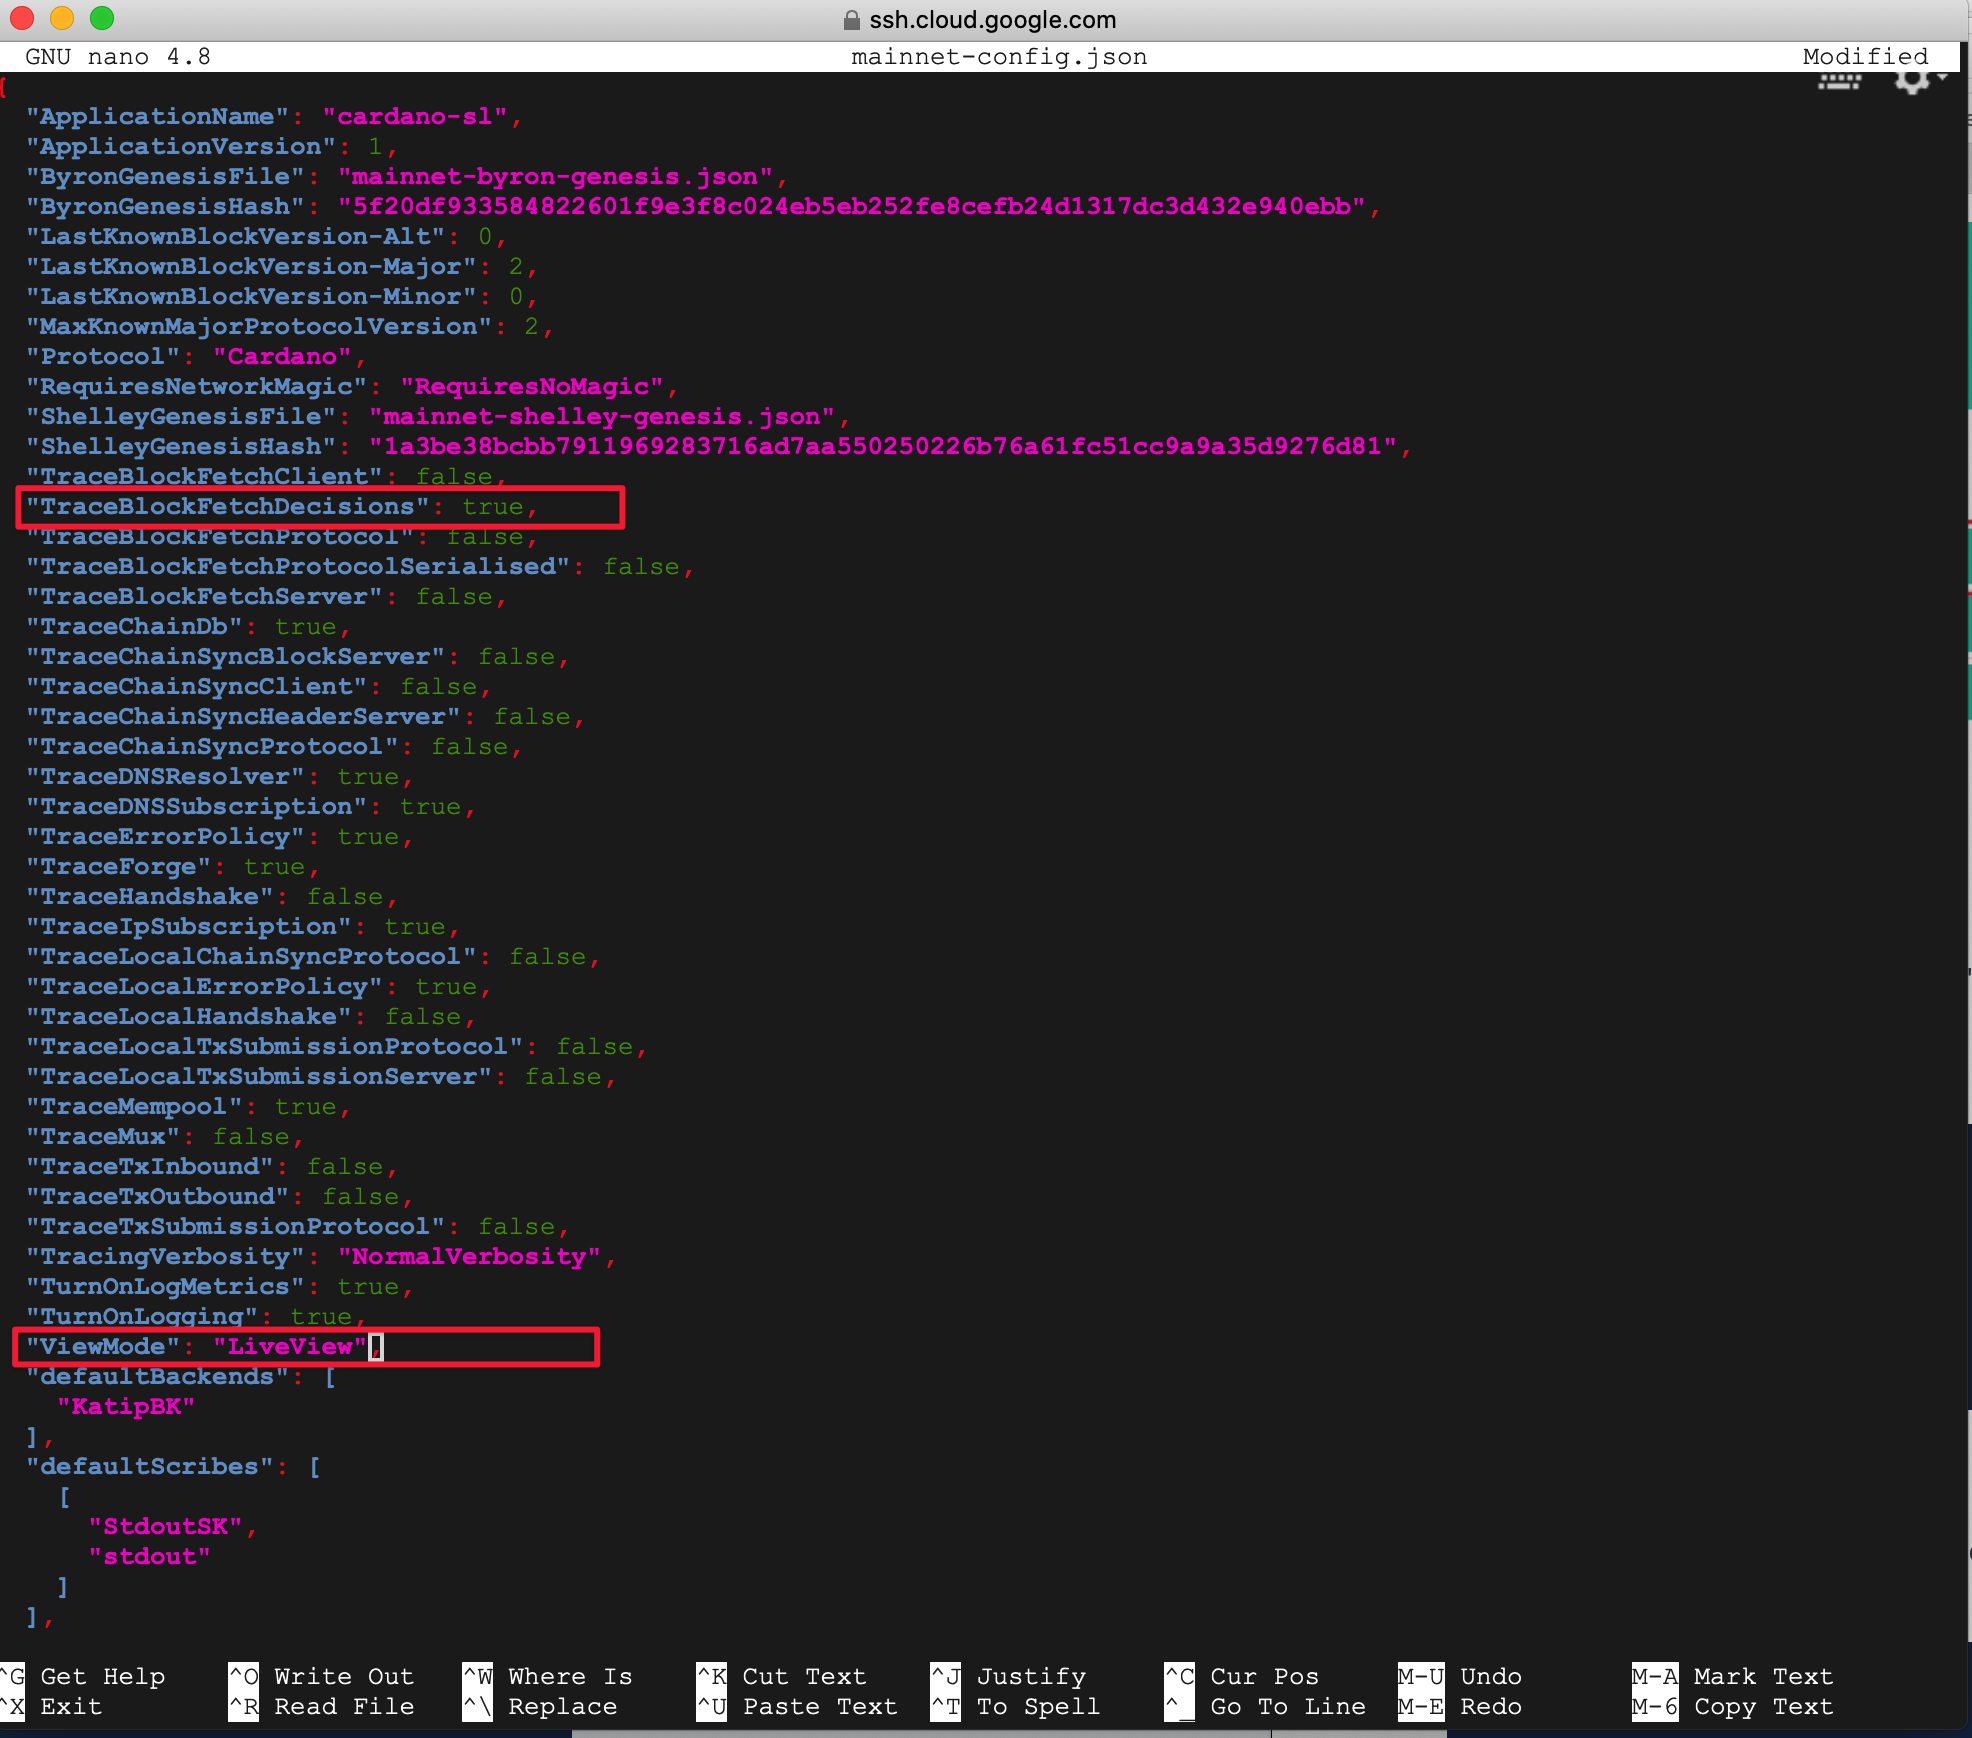 ssh.cloud.google.com
GNU nano 4.8 mainnet-config.json Modified
{
"ApplicationName": "cardano-sl",
"ApplicationVersion": 1,
"ByronGenesisFile": "mainnet-byron-genesis.json",
"ByronGenesisHash": "5f20df933584822601f9e3f8c024eb5eb252fe8cefb24d1317dc3d432e940ebb",
"LastKnownBlockVersion-Alt": 0,
"LastKnownBlockVersion-Major": 2,
"LastKnownBlockVersion-Minor": 0,
"MaxKnownMajorProtocolVersion": 2,
"Protocol": "Cardano",
"RequiresNetworkMagic": "RequiresNoMagic",
"ShelleyGenesisFile": "mainnet-shelley-genesis.json",
"ShelleyGenesisHash": "1a3be38bcbb7911969283716ad7aa550250226b76a61fc51cc9a9a35d9276d81",
"TraceBlockFetchClient": false,
"TraceBlockFetchDecisions": true,
"TraceBlockFetchProtocol": false,
"TraceBlockFetchProtocolSerialised": false,
"TraceBlockFetchServer": false,
"TraceChainDb": true,
"TraceChainSyncBlockServer": false,
"TraceChainSyncClient": false,
"TraceChainSyncHeaderServer": false,
"TraceChainSyncProtocol": false,
"TraceDNSResolver": true,
"TraceDNSSubscription": true,
"TraceErrorPolicy": true,
"TraceForge": true,
"TraceHandshake": false,
"TraceIpSubscription": true,
"TraceLocalChainSyncProtocol": false,
"TraceLocalErrorPolicy": true,
"TraceLocalHandshake": false,
"TraceLocalTxSubmissionProtocol": false,
"TraceLocalTxSubmissionServer": false,
"TraceMempool": true,
"TraceMux": false,
"TraceTxInbound": false,
"TraceTxOutbound": false,
"TraceTxSubmissionProtocol": false,
"TracingVerbosity": "NormalVerbosity",
"TurnOnLogMetrics": true,
"TurnOnLogging": true,
"ViewMode": "LiveView",
"defaultBackends": [
"KatipBK"
],
"defaultScribes": [
[
"StdoutSK",
"stdout"
]
],
^G Get Help ^O Write Out ^W Where Is ^K Cut Text ^J Justify ^C Cur Pos M-U Undo M-A Mark Text
^X Exit ^R Read File ^\ Replace ^U Paste Text ^T To Spell ^_ Go To Line M-E Redo M-6 Copy Text